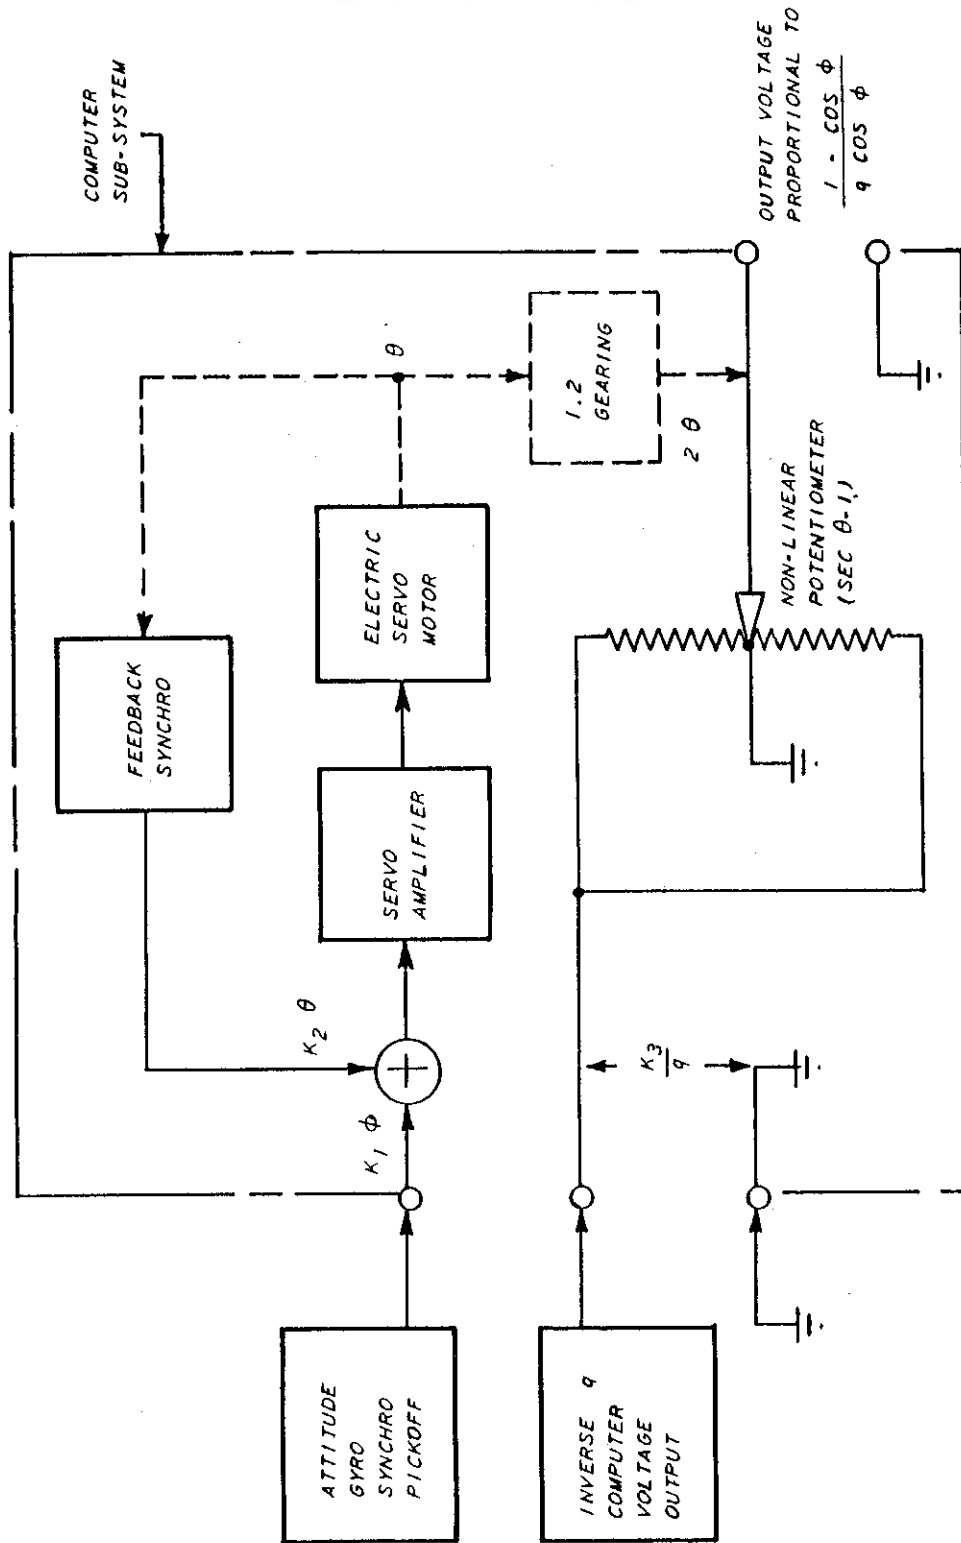 COMPUTER
SUB-SYSTEM
FEEDBACK
SYNCHRO
K2 θ
K1 ϕ
ATTITUDE
GYRO
SYNCHRO
PICKOFF
SERVO
AMPLIFIER
ELECTRIC
SERVO
MOTOR
θ
1.2
GEARING
2 θ
INVERSE q
COMPUTER
VOLTAGE
OUTPUT
K3
q
NON-LINEAR
POTENTIOMETER
(SEC θ-1)
OUTPUT VOLTAGE
PROPORTIONAL TO
1 - COS ϕ
q COS ϕ